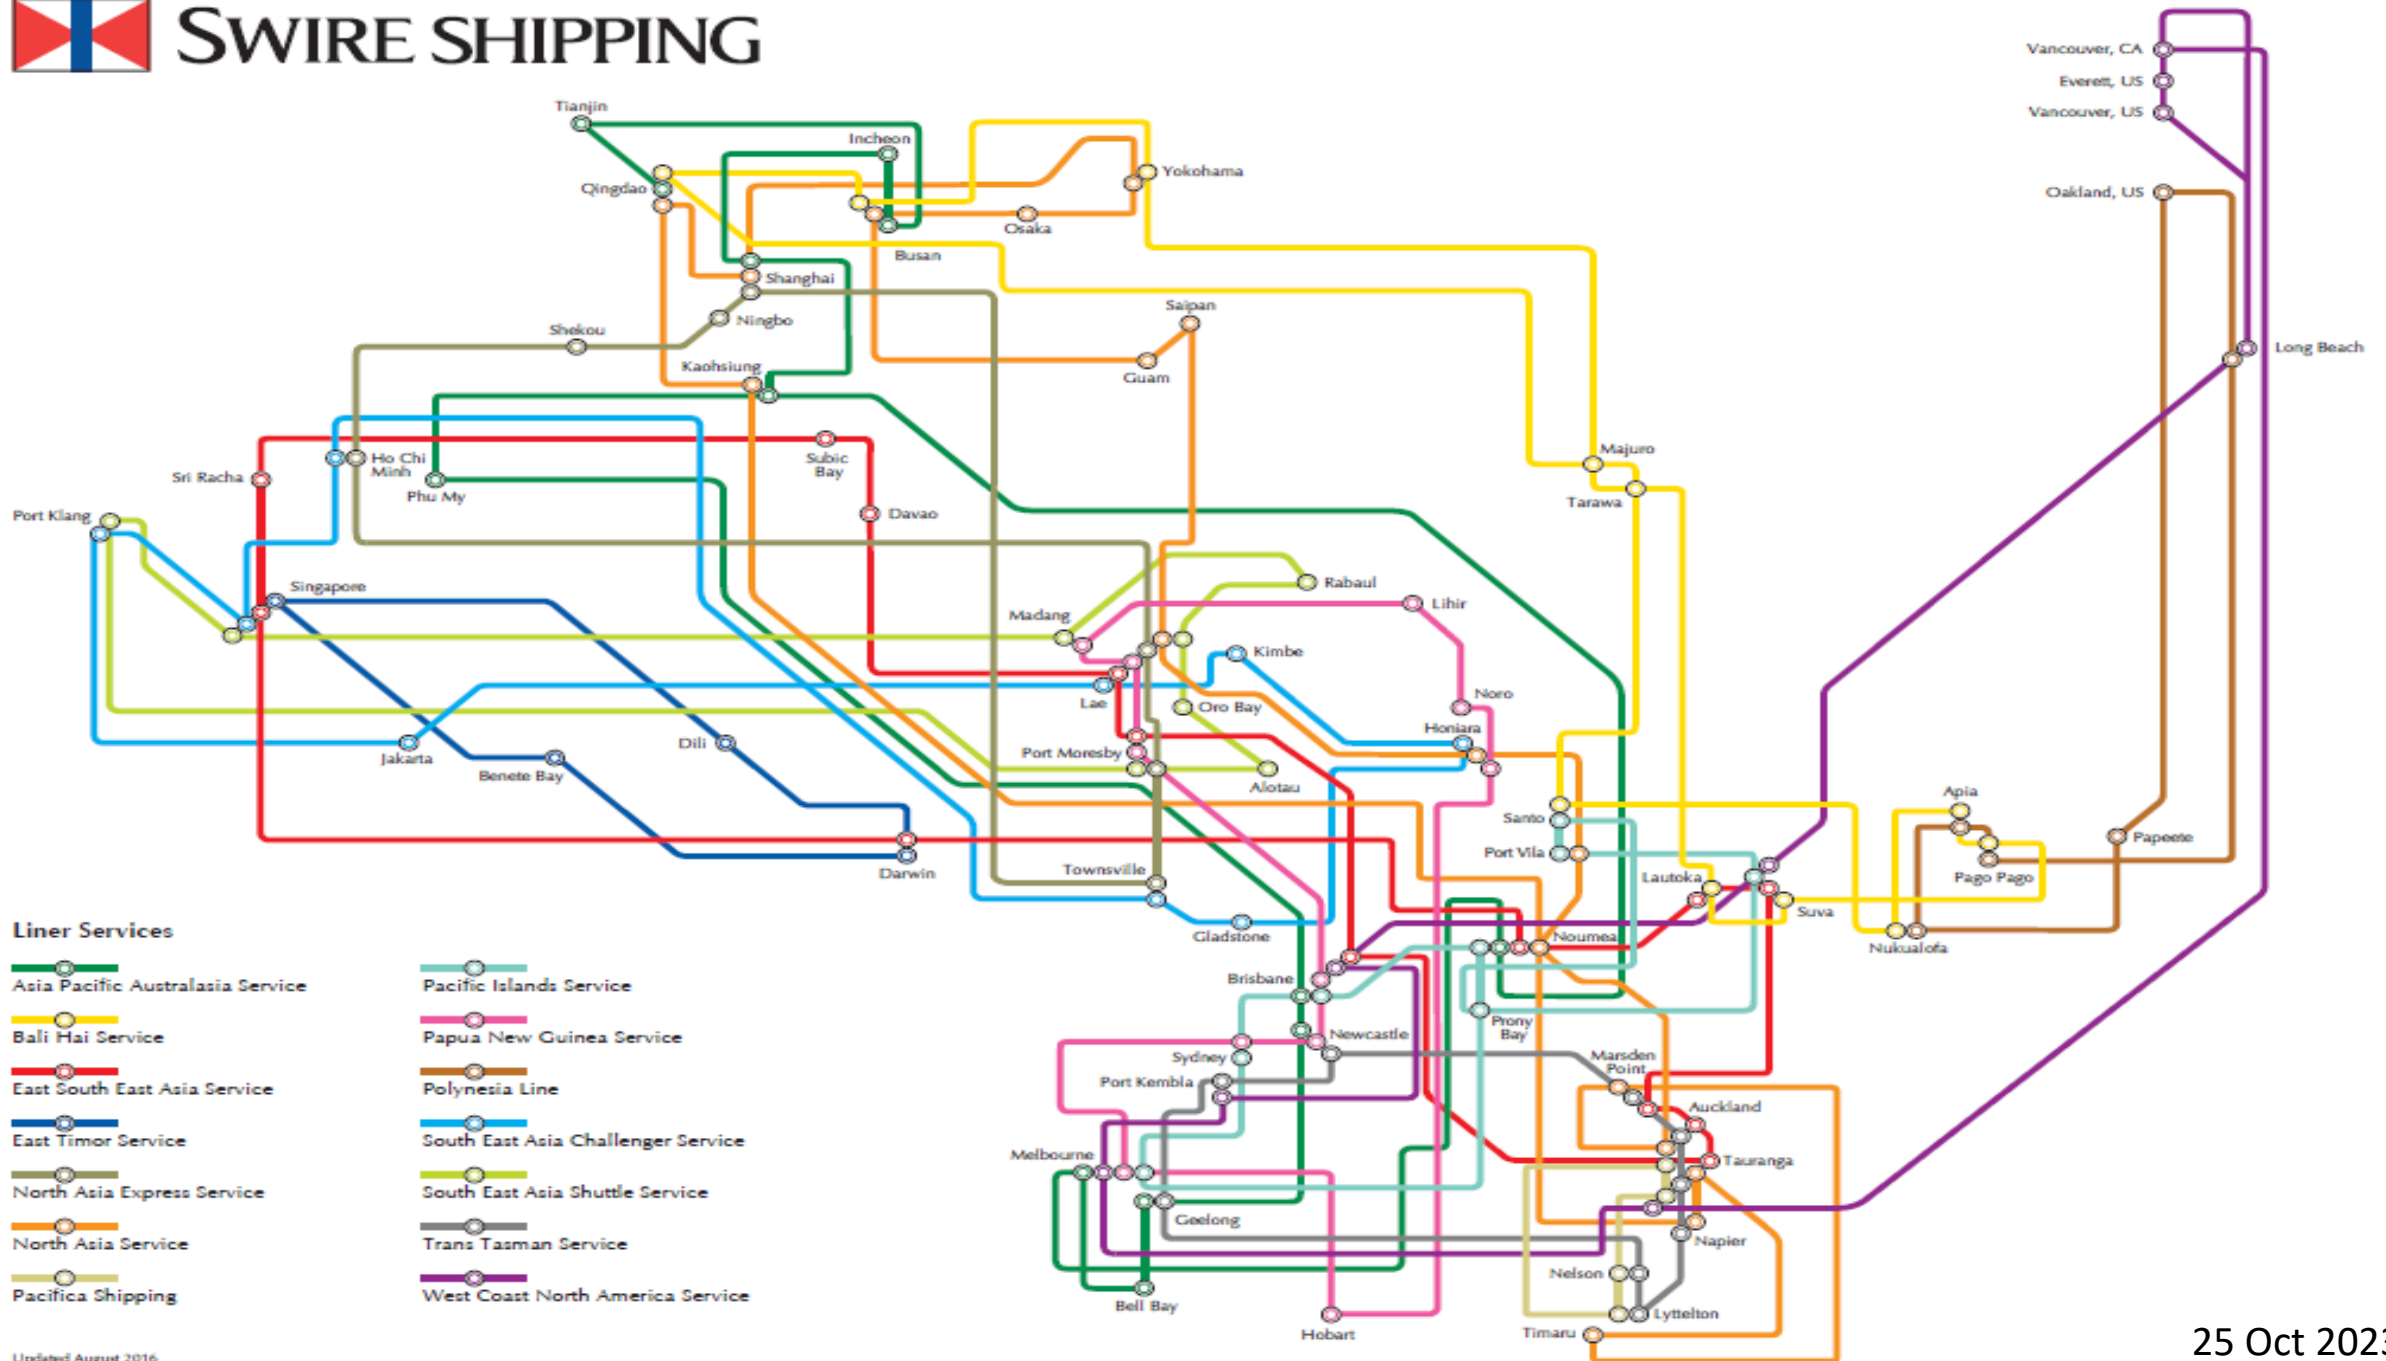 SWIRE SHIPPING
Vancouver, CA
Everett, US
Vancouver, US
Tianjin
Incheon
Qingdao
Yokohama
Oakland, US
Osaka
Busan
Shanghai
Saipan
Ningbo
Shekou
Long Beach
Kaohsiung
Guam
Majuro
Sri Racha
Ho Chi
Minh
Subic
Bay
Phu My
Tarawa
Port Klang
Davao
Singapore
Rabaul
Madang
Lihir
Kimbe
Lae
Oro Bay
Noro
Honiara
Jakarta
Dili
Port Moresby
Benete Bay
Alotau
Apia
Santo
Papeete
Port Vila
Darwin
Townsville
Lautoka
Pago Pago
Suva
Gladstone
Noumea
Nukualofa
Brisbane
Newcastle
Prony
Bay
Sydney
Marsden
Point
Port Kembla
Auckland
Melbourne
Tauranga
Geelong
Napier
Nelson
Bell Bay
Lyttelton
Hobart
Timaru
Liner Services
Asia Pacific Australasia Service
Bali Hai Service
East South East Asia Service
East Timor Service
North Asia Express Service
North Asia Service
Pacifica Shipping
Pacific Islands Service
Papua New Guinea Service
Polynesia Line
South East Asia Challenger Service
South East Asia Shuttle Service
Trans Tasman Service
West Coast North America Service
Updated August 2016
25 Oct 2023